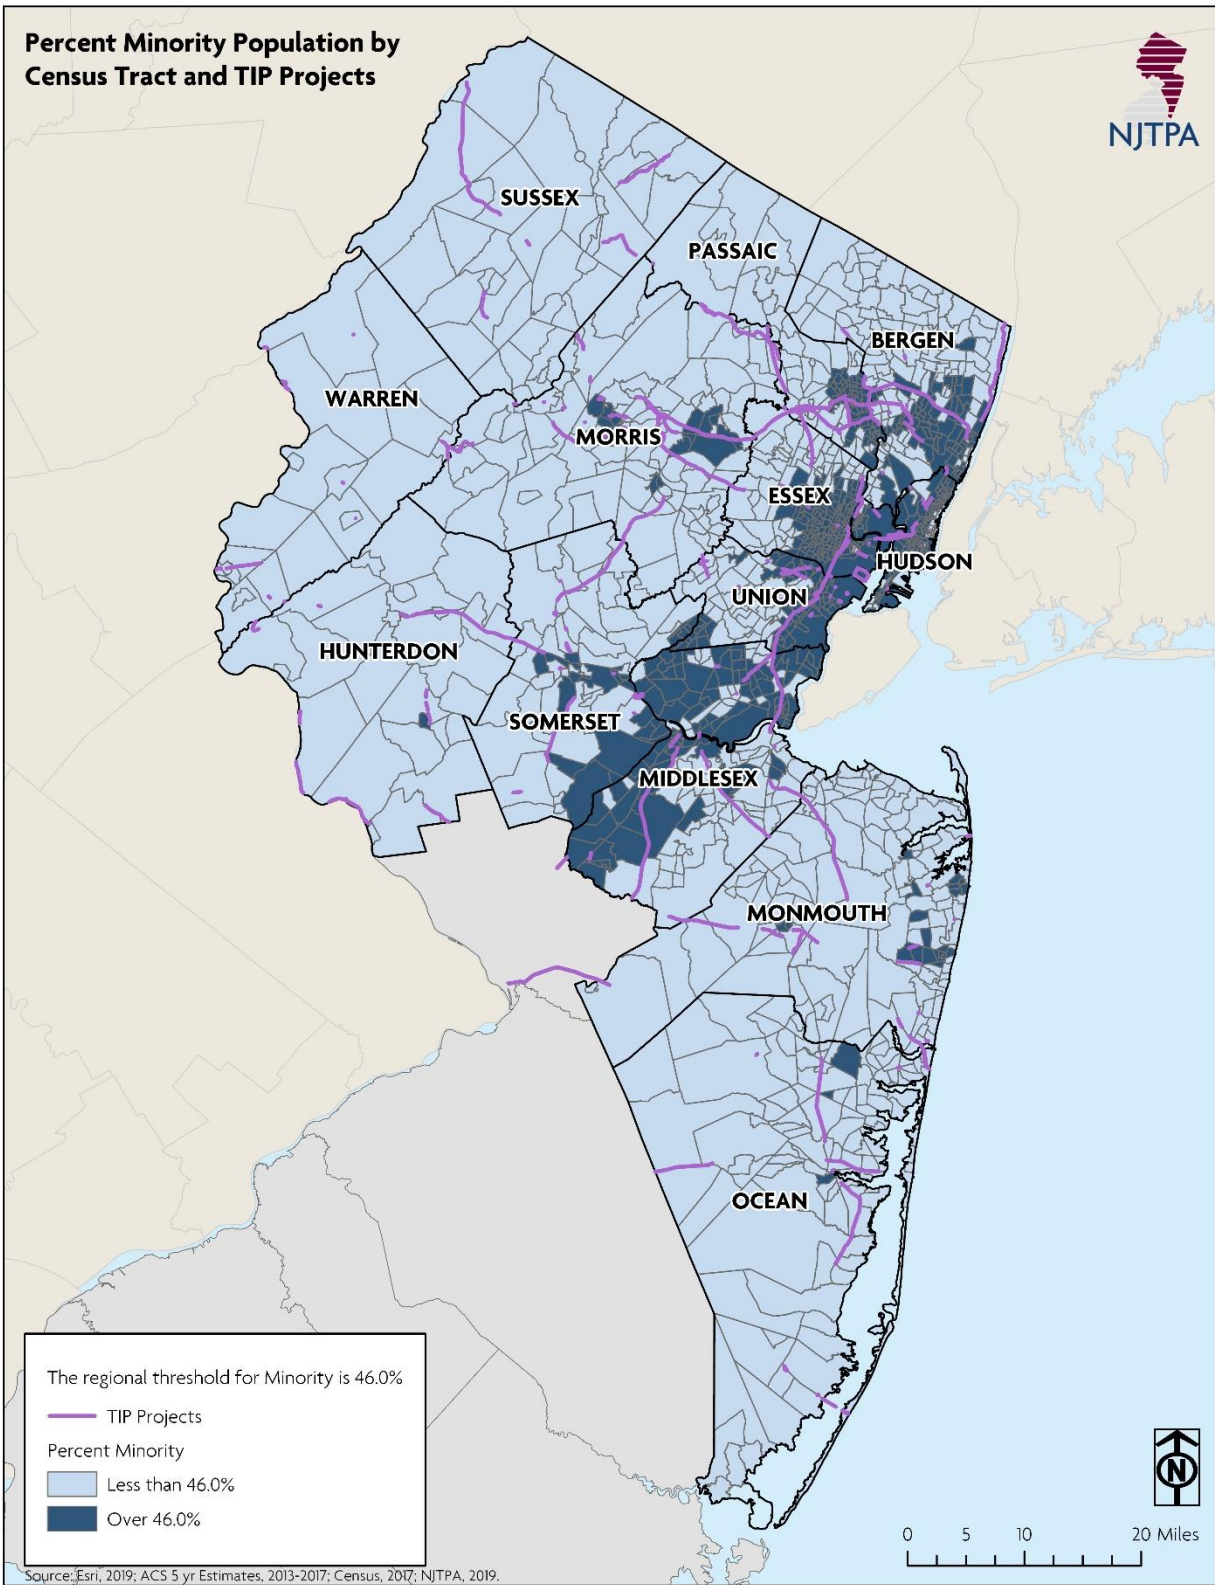 Percent Minority Population by
Census Tract and TIP Projects
NJTPA
SUSSEX
PASSAIC
BERGEN
WARREN
MORRIS
ESSEX
HUDSON
UNION
HUNTERDON
SOMERSET
MIDDLESEX
MONMOUTH
OCEAN
The regional threshold for Minority is 46.0%
TIP Projects
Percent Minority
Less than 46.0%
Over 46.0%
N
0 5 10 20 Miles
Source: Esri, 2019; ACS 5 yr Estimates, 2013-2017; Census, 2017; NJTPA, 2019.